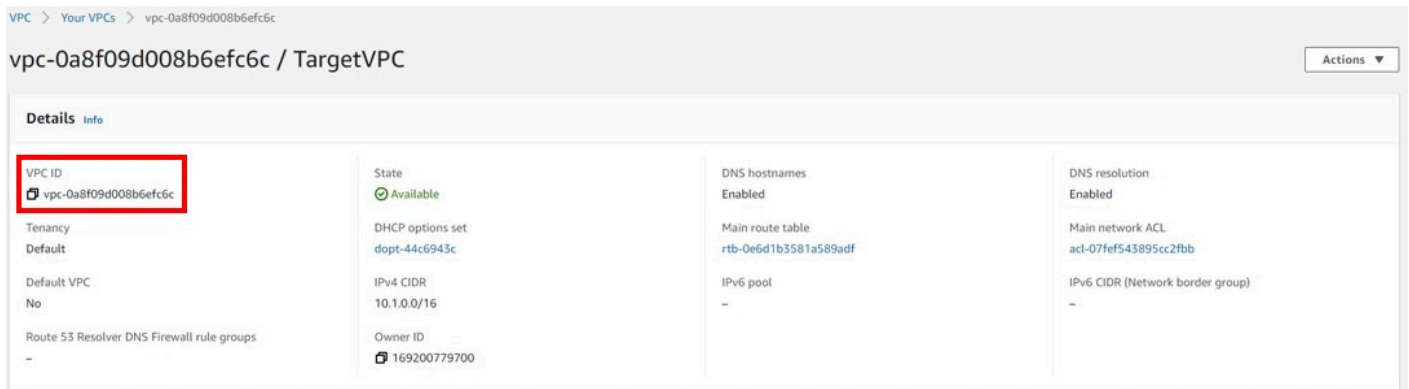 VPC > Your VPCs > vpc-0a8f09d008b6efc6c
vpc-0a8f09d008b6efc6c / TargetVPC
Actions ▼
Details Info
VPC ID
vpc-0a8f09d008b6efc6c
State
Available
DNS hostnames
Enabled
DNS resolution
Enabled
Tenancy
Default
DHCP options set
dopt-44c6943c
Main route table
rtb-0e6d1b3581a589adf
Main network ACL
acl-07fef543895cc2fbb
Default VPC
No
IPv4 CIDR
10.1.0.0/16
IPv6 pool
–
IPv6 CIDR (Network border group)
–
Route 53 Resolver DNS Firewall rule groups
–
Owner ID
169200779700